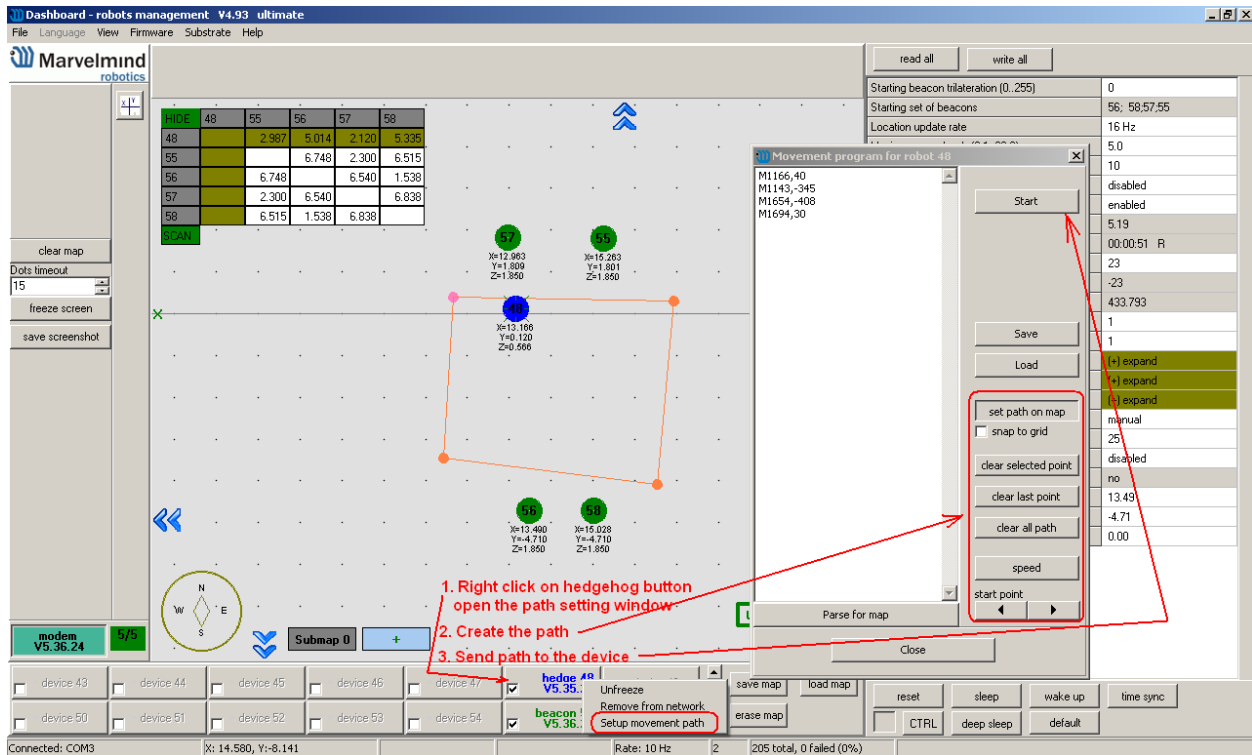 Dashboard - robots management V4.93 ultimate
File Language View Firmware Substrate Help
Marvelmind
robotics
clear map
Dots timeout
15
freeze screen
save screenshot
x Y
HIDE 48 55 56 57 58
48 2.987 5.014 2.120 5.335
55 6.748 2.300 6.515
56 6.748 6.540 1.538
57 2.300 6.540 6.838
58 6.515 1.538 6.838
SCAN
57
X=12.963
Y=1.809
Z=1.850
55
X=15.263
Y=1.801
Z=1.850
48
X=13.166
Y=0.120
Z=0.566
56
X=13.490
Y=-4.710
Z=1.850
58
X=15.028
Y=-4.710
Z=1.850
N
W E
S
Submap 0 +
1. Right click on hedgehog button
open the path setting window
2. Create the path
3. Send path to the device
read all write all
Starting beacon trilateration (0..255) 0
Starting set of beacons 56; 58;57;55
Location update rate 16 Hz
5.0
10
disabled
enabled
5.19
00:00:51 R
23
-23
433.793
1
1
(+) expand
(+) expand
(+) expand
manual
25
disabled
no
13.49
-4.71
0.00
Movement program for robot 48
M1166,40
M1143,-345
M1654,-408
M1694,30
Start
Save
Load
set path on map
snap to grid
clear selected point
clear last point
clear all path
speed
start point
Parse for map
Close
modem
V5.36.24
5/5
device 43 device 44 device 45 device 46 device 47 hedge 48
V5.35.
device 50 device 51 device 52 device 53 device 54 beacon
V5.36.
Unfreeze
Remove from network
Setup movement path
save map load map
erase map
reset sleep wake up time sync
CTRL deep sleep default
Connected: COM3 X: 14.580, Y:-8.141 Rate: 10 Hz 2 205 total, 0 failed (0%)